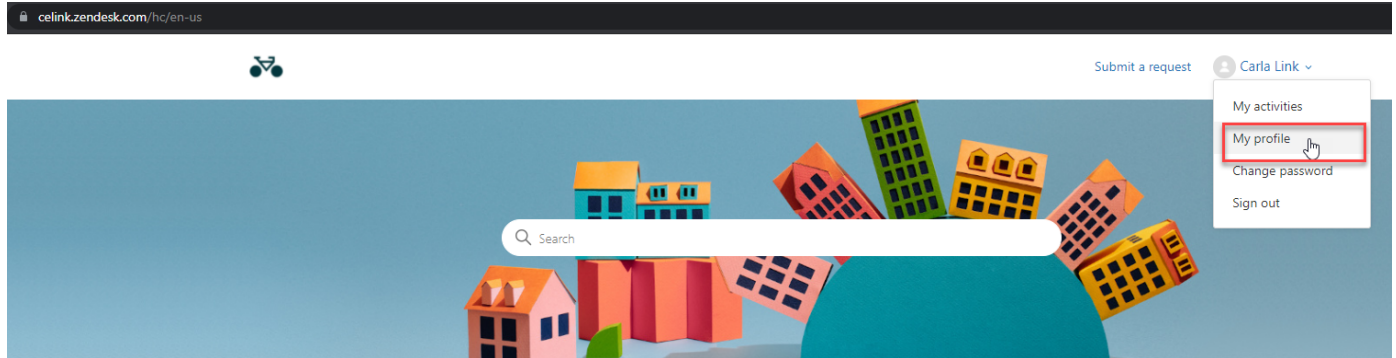 celink.zendesk.com/hc/en-us
Submit a request
Carla Link
My activities
My profile
Change password
Sign out
Search